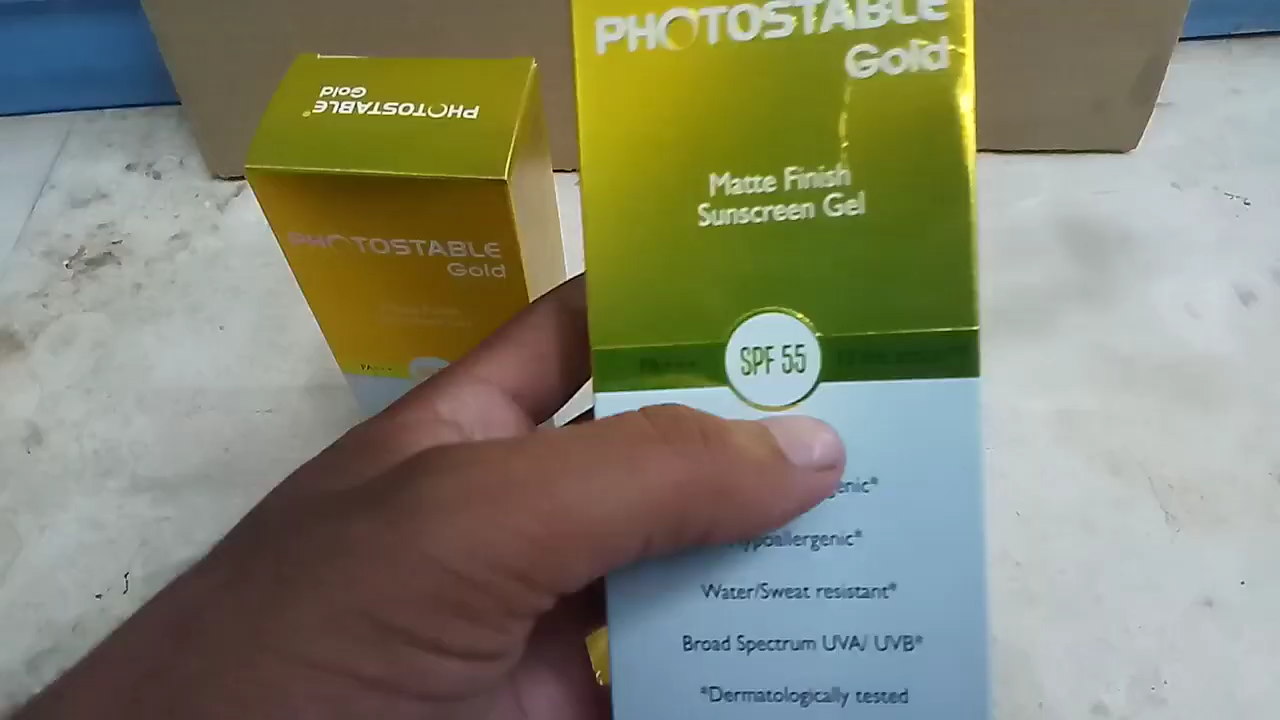 PHOTOSTABLE
Gold
PHOTOSTABLE
Gold
PA+++
PHOTOSTABLE
Gold
Matte Finish
Sunscreen Gel
SPF 55
Hypoallergenic*
Water/Sweat resistant*
Broad Spectrum UVA/ UVB*
*Dermatologically tested